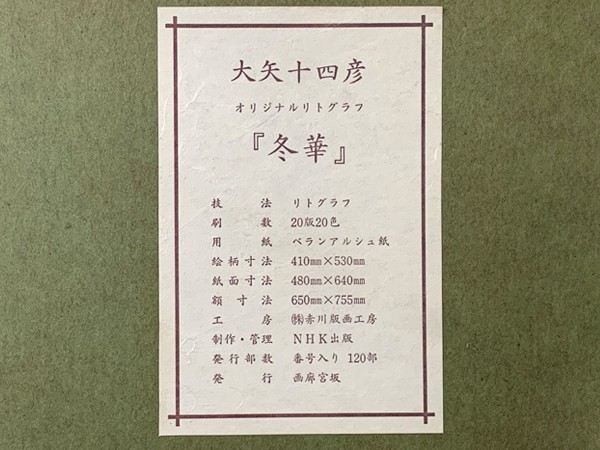 大矢十四彦
オリジナルリトグラフ
『冬華』
技法 リトグラフ
刷数 20版20色
用紙 ベランアルシュ紙
絵柄寸法 410㎜×530㎜
紙面寸法 480㎜×640㎜
額寸法 650㎜×755㎜
工房 ㈱赤川版画工房
制作・管理 NHK出版
発行部数 番号入り 120部
発行 画廊宮坂